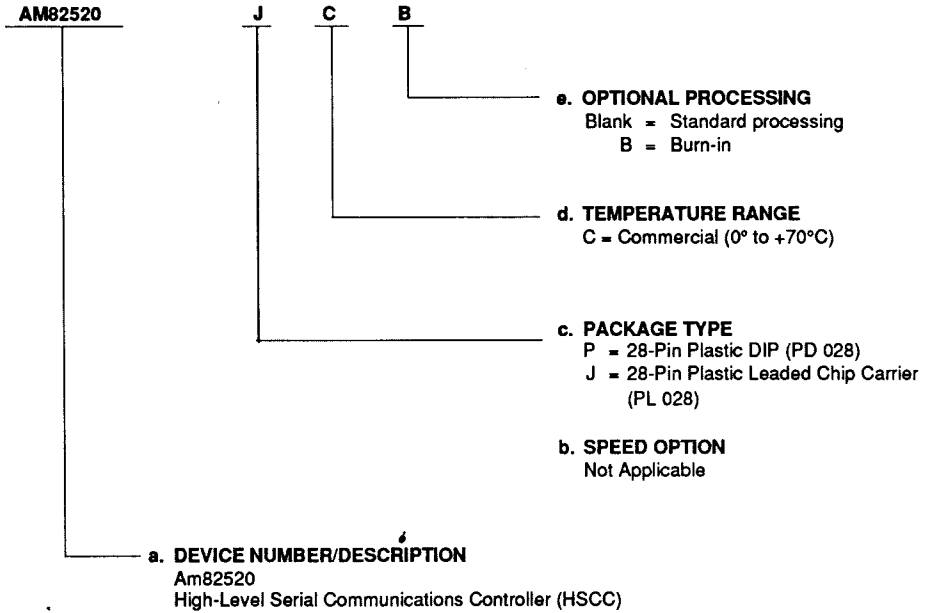 AM82520 J C B
e. OPTIONAL PROCESSING
Blank = Standard processing
B = Burn-in
d. TEMPERATURE RANGE
C = Commercial (0° to +70°C)
c. PACKAGE TYPE
P = 28-Pin Plastic DIP (PD 028)
J = 28-Pin Plastic Leaded Chip Carrier
(PL 028)
b. SPEED OPTION
Not Applicable
a. DEVICE NUMBER/DESCRIPTION
Am82520
High-Level Serial Communications Controller (HSCC)